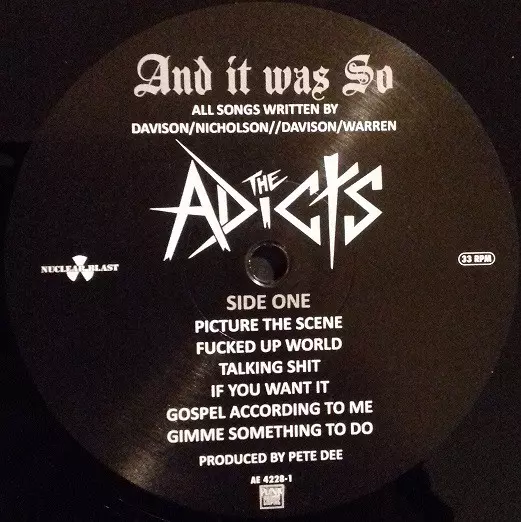 And it was So
ALL SONGS WRITTEN BY
DAVISON/NICHOLSON//DAVISON/WARREN
THE
ADiCtS
NUCLEAR BLAST
33 RPM
SIDE ONE
PICTURE THE SCENE
FUCKED UP WORLD
TALKING SHIT
IF YOU WANT IT
GOSPEL ACCORDING TO ME
GIMME SOMETHING TO DO
PRODUCED BY PETE DEE
AE 4228-1